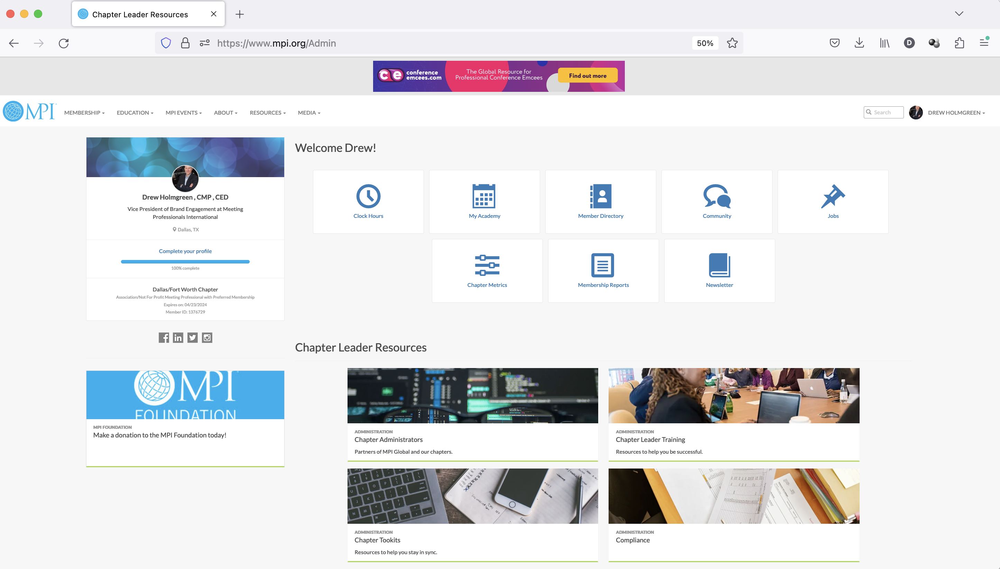 Chapter Leader Resources
https://www.mpi.org/Admin
50%
D
ce conference emcees.com
The Global Resource for
Professional Conference Emcees
Find out more
MPI
MEMBERSHIP
EDUCATION
MPI EVENTS
ABOUT
RESOURCES
MEDIA
Search
DREW HOLMGREEN
Drew Holmgreen , CMP , CED
Vice President of Brand Engagement at Meeting
Professionals International
Dallas, TX
Complete your profile
100% complete
Dallas/Fort Worth Chapter
Association/Not For Profit Meeting Professional with Preferred Membership
Expires on: 04/23/2024
Member ID: 1376729
MPI
FOUNDATION
MPI FOUNDATION
Make a donation to the MPI Foundation today!
Welcome Drew!
Clock Hours
My Academy
Member Directory
Community
Jobs
Chapter Metrics
Membership Reports
Newsletter
Chapter Leader Resources
ADMINISTRATION
Chapter Administrators
Partners of MPI Global and our chapters.
ADMINISTRATION
Chapter Leader Training
Resources to help you be successful.
ADMINISTRATION
Chapter Tookits
Resources to help you stay in sync.
ADMINISTRATION
Compliance